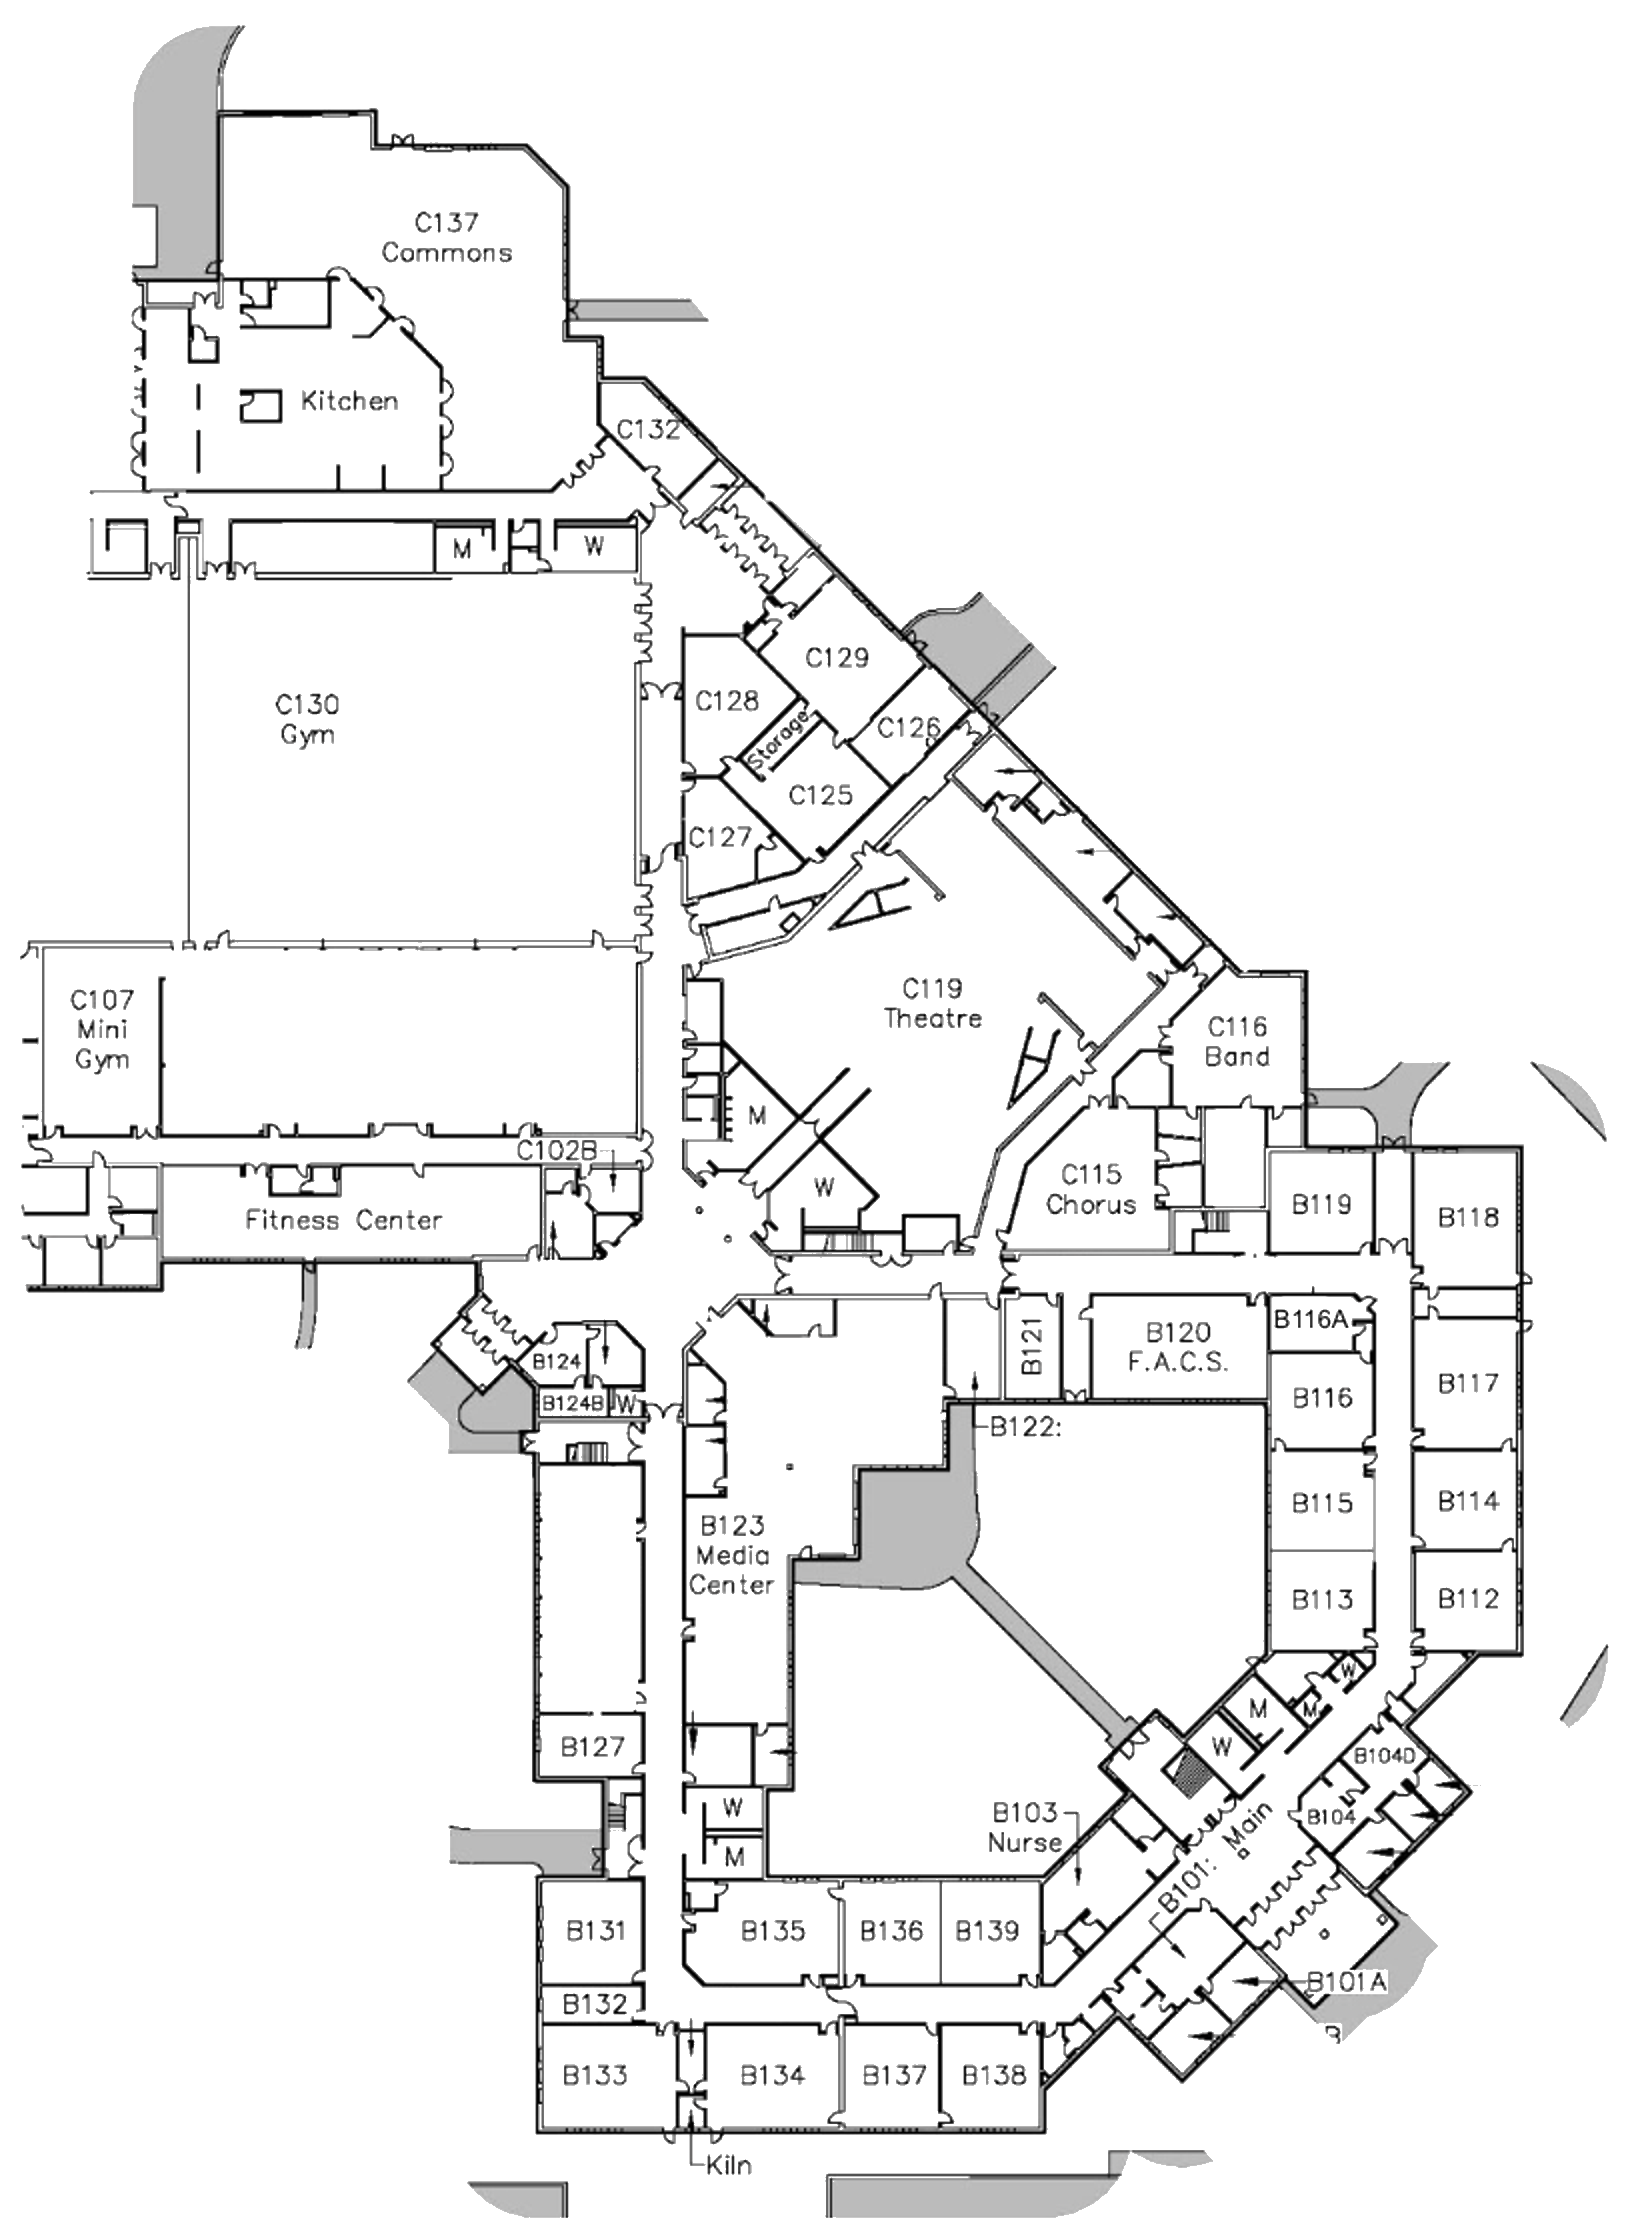 C137
Commons
Kitchen
C132
M
W
C130
Gym
C129
C128
Storage
C126
C125
C127
C119
Theatre
C107
Mini
Gym
C116
Band
M
C102B
W
C115
Chorus
Fitness Center
B119
B118
B116A
B121
B120
F.A.C.S.
B124
B124B
W
B116
B117
B122:
B115
B114
B123
Media
Center
B113
B112
W
M
M
W
B127
B104D
B104
W
M
B103
Nurse
B101: Main
B131
B135
B136
B139
B101A
B132
B
B133
B134
B137
B138
Kiln